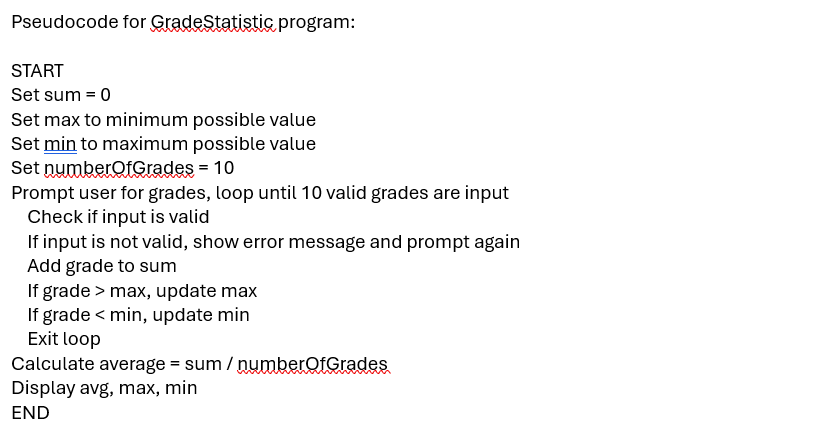 Pseudocode for GradeStatistic program:
START
Set sum = 0
Set max to minimum possible value
Set min to maximum possible value
Set numberOfGrades = 10
Prompt user for grades, loop until 10 valid grades are input
Check if input is valid
If input is not valid, show error message and prompt again
Add grade to sum
If grade > max, update max
If grade < min, update min
Exit loop
Calculate average = sum / numberOfGrades
Display avg, max, min
END